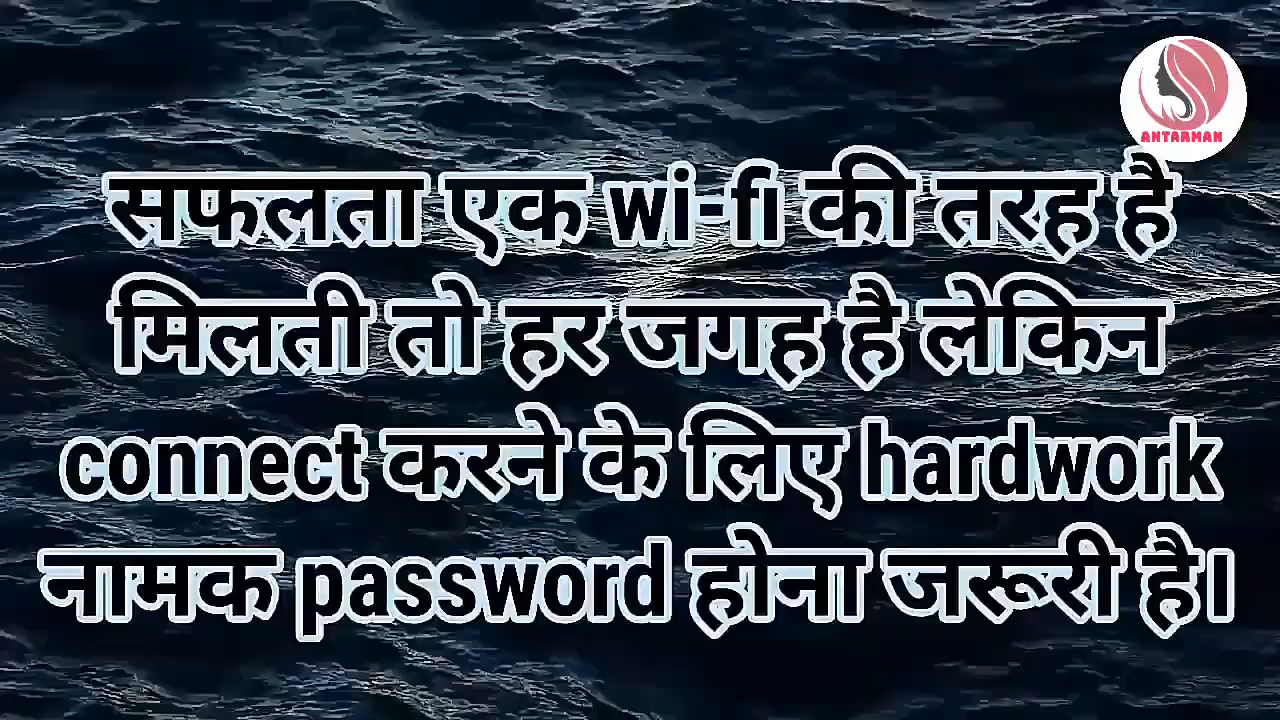 ANTARMAN
सफलता एक wi-fi की तरह है
मिलती तो हर जगह है लेकिन
connect करने के लिए hardwork
नामक password होना जरूरी है।